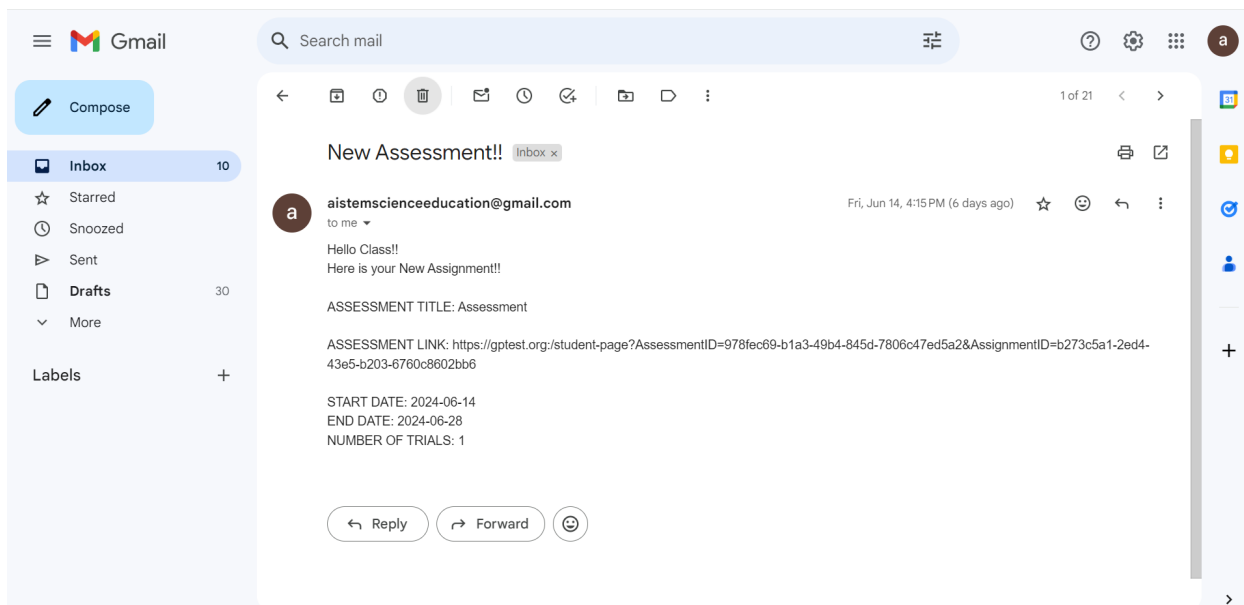 Gmail
Search mail
a
Compose
1 of 21
31
Inbox 10
Starred
Snoozed
Sent
Drafts 30
More
Labels
New Assessment!! Inbox x
a
aistemscienceeducation@gmail.com
Fri, Jun 14, 4:15 PM (6 days ago)
to me
Hello Class!!
Here is your New Assignment!!
ASSESSMENT TITLE: Assessment
ASSESSMENT LINK: https://gptest.org:/student-page?AssessmentID=978fec69-b1a3-49b4-845d-7806c47ed5a2&AssignmentID=b273c5a1-2ed4-
43e5-b203-6760c8602bb6
START DATE: 2024-06-14
END DATE: 2024-06-28
NUMBER OF TRIALS: 1
Reply
Forward